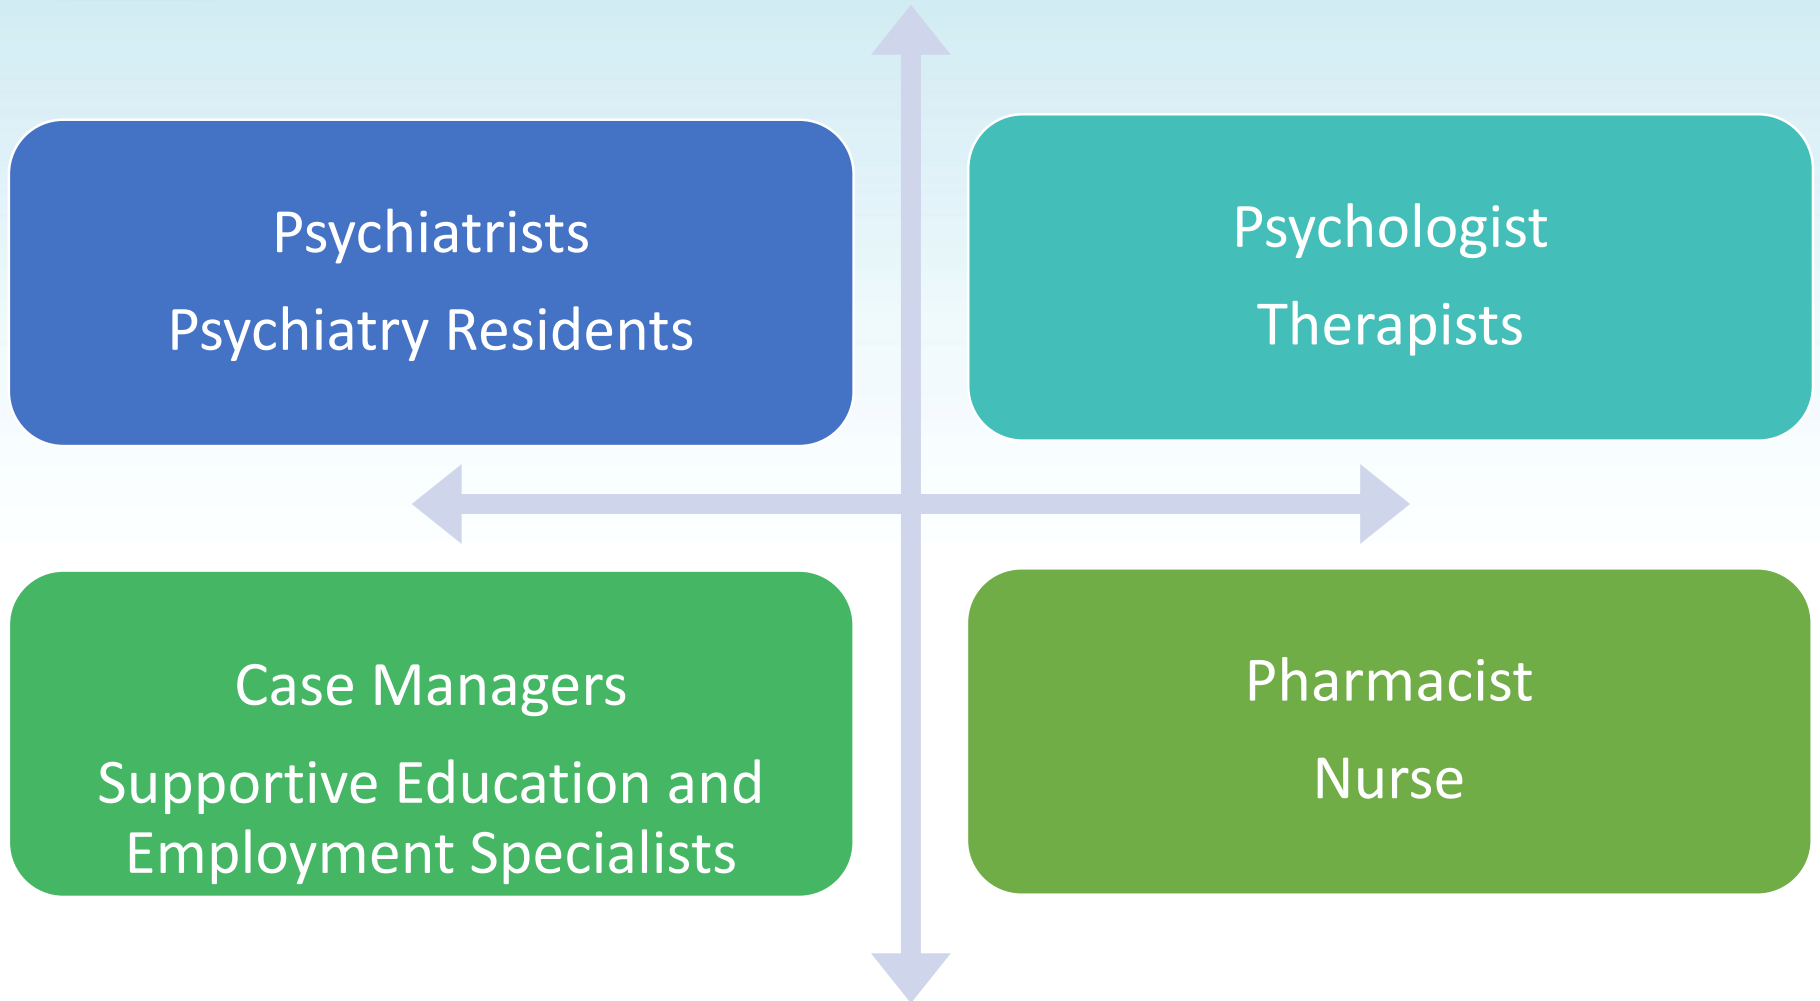 Psychiatrists
Psychiatry Residents
Psychologist
Therapists
Case Managers
Supportive Education and
Employment Specialists
Pharmacist
Nurse